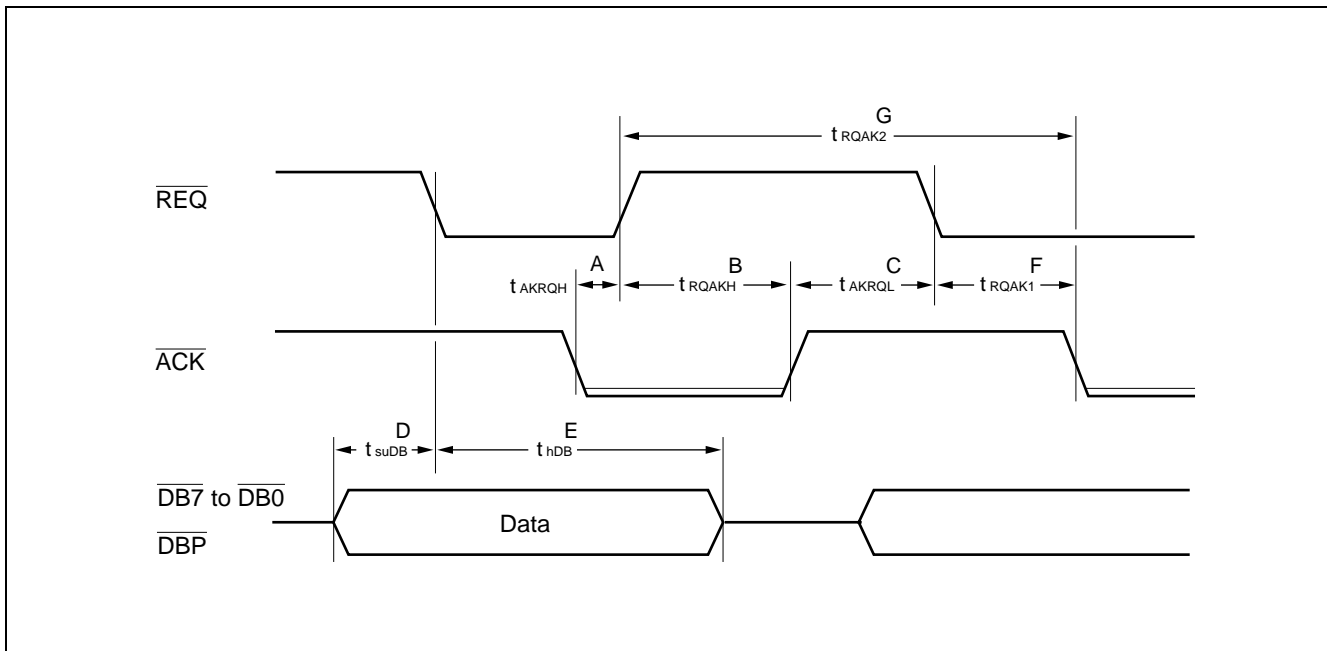 G
t RQAK2
REQ
A B C F
t AKRQH t RQAKH t AKRQL t RQAK1
ACK
D E
t suDB t hDB
DB7 to DB0
Data
DBP